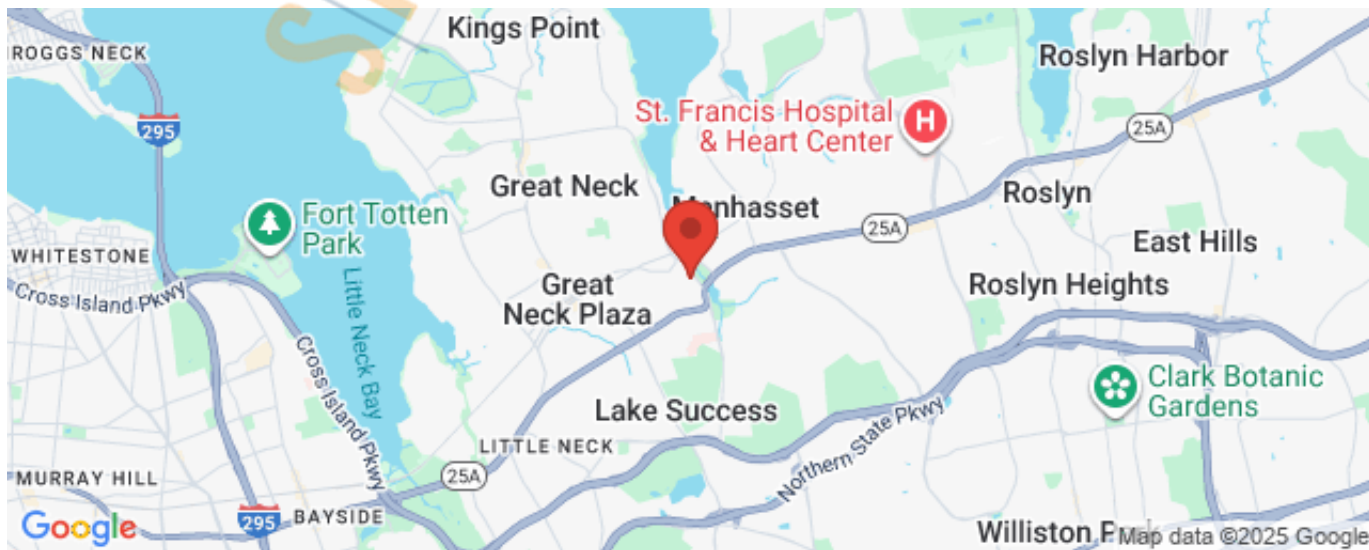 Kings Point
ROGGS NECK
Roslyn Harbor
295
St. Francis Hospital
& Heart Center
H
25A
Great Neck
Manhasset
Roslyn
Fort Totten
Park
25A
East Hills
WHITESTONE
Great
Neck Plaza
Roslyn Heights
Cross Island Pkwy
Little Neck Bay
Cross Island Pkwy
Clark Botanic
Gardens
Lake Success
Northern State Pkwy
LITTLE NECK
MURRAY HILL
25A
Google
295
BAYSIDE
Williston P
Map data ©2025 Google